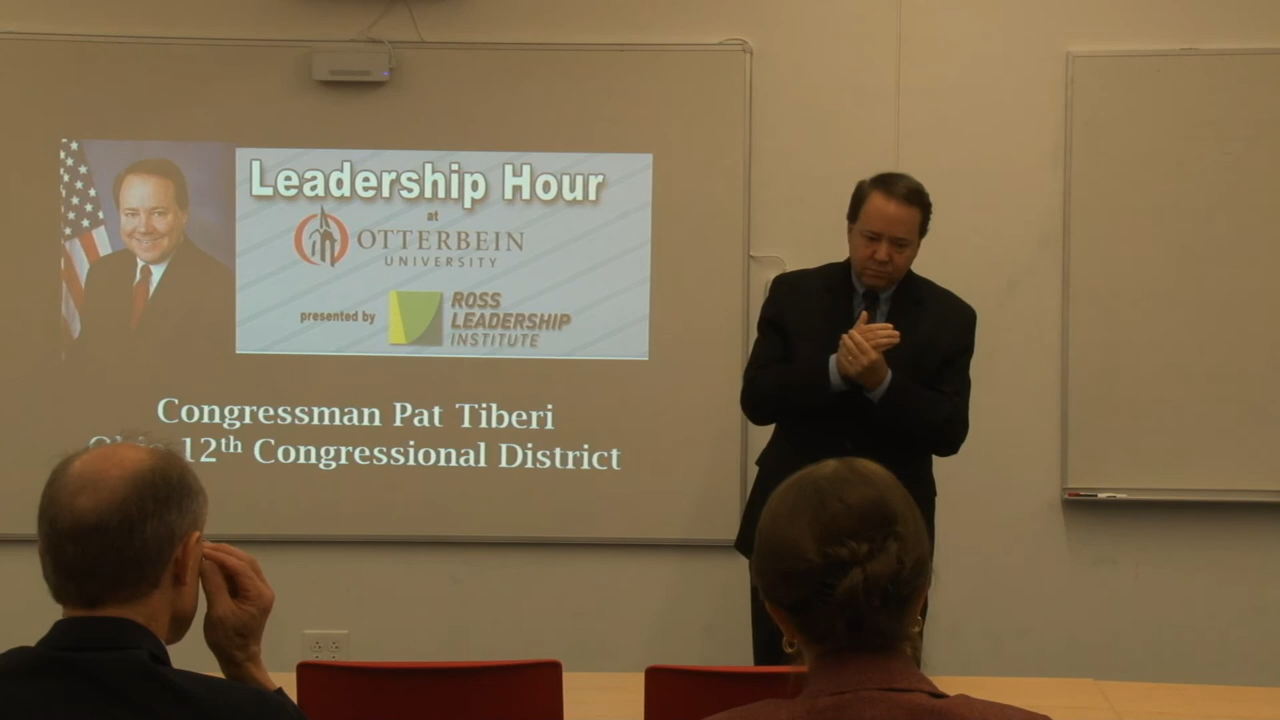 Leadership Hour
at
OTTERBEIN
UNIVERSITY
presented by
ROSS
LEADERSHIP
INSTITUTE
Congressman Pat Tiberi
12th Congressional District